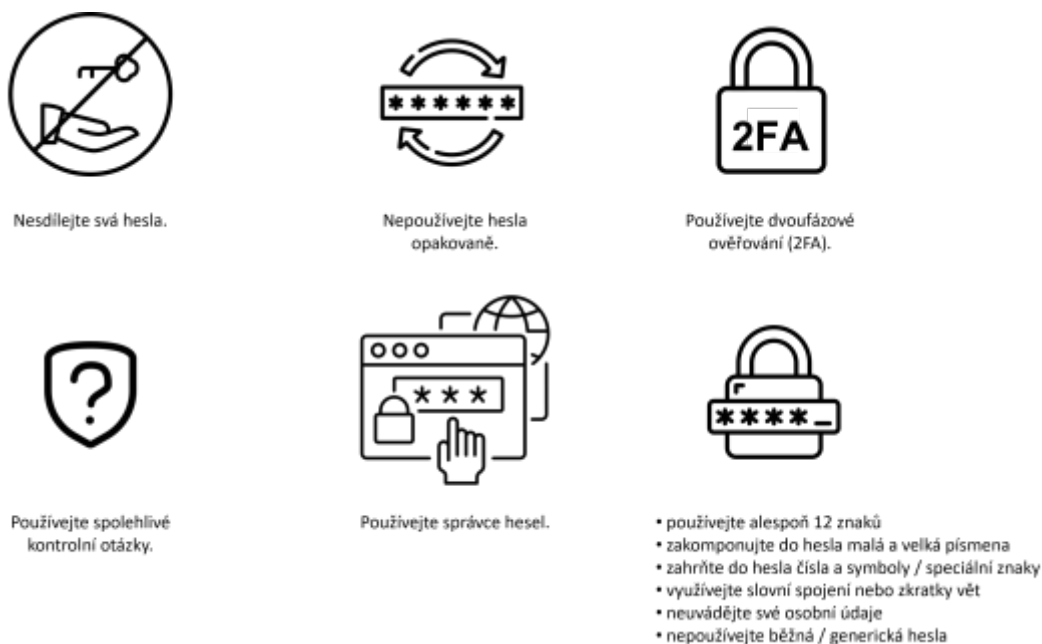 Nesdílejte svá hesla.
******
Nepoužívejte hesla
opakovaně.
2FA
Používejte dvoufázové
ověřování (2FA).
Používejte spolehlivé
kontrolní otázky.
?
***
Používejte správce hesel.
****_
• používejte alespoň 12 znaků
• zakomponujte do hesla malá a velká písmena
• zahrňte do hesla čísla a symboly / speciální znaky
• využívejte slovní spojení nebo zkratky vět
• neuvádějte své osobní údaje
• nepoužívejte běžná / generická hesla